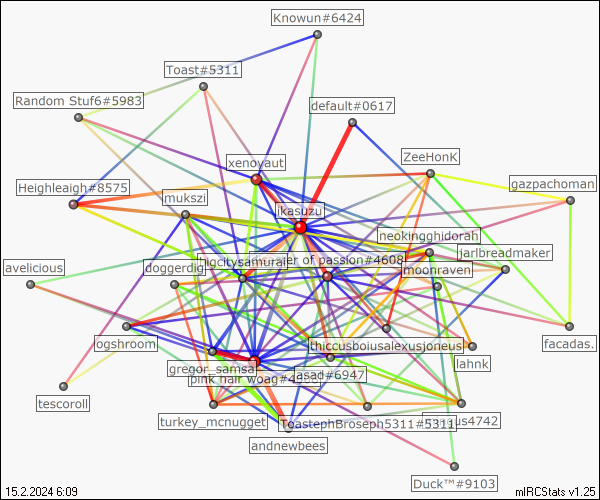 Knowun#6424
Toast#5311
Random Stuf6#5983
default#0617
xenoyaut
ZeeHonK
Heighleaigh#8575
mukszi
gazpachoman
ikasuzu
neckingghidorah
jarlbreadmaker
bigcitysamurai
er of passion#4608
avelicious
doggerdig
moonraven
ogshroom
thiccusboiusalexusjoneus
facadas.
gregor_samsa
lahnk
pink hair woag#4
asad#6947
tescoroll
turkey_mcnugget
ToastephBroseph5311#5311
us4742
andnewbees
Duck™#9103
15.2.2024 6:09
mIRCStats v1.25